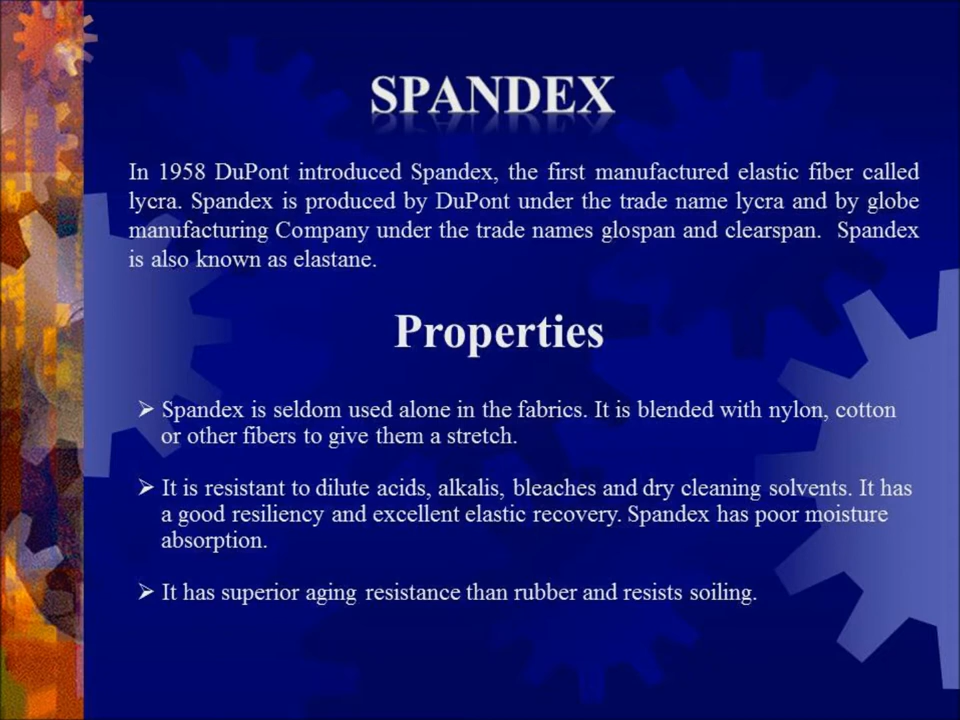 SPANDEX
In 1958 DuPont introduced Spandex, the first manufactured elastic fiber called
lycra. Spandex is produced by DuPont under the trade name lycra and by globe
manufacturing Company under the trade names glospan and clearspan. Spandex
is also known as elastane.
Properties
➢ Spandex is seldom used alone in the fabrics. It is blended with nylon, cotton
or other fibers to give them a stretch.
➢ It is resistant to dilute acids, alkalis, bleaches and dry cleaning solvents. It has
a good resiliency and excellent elastic recovery. Spandex has poor moisture
absorption.
➢ It has superior aging resistance than rubber and resists soiling.